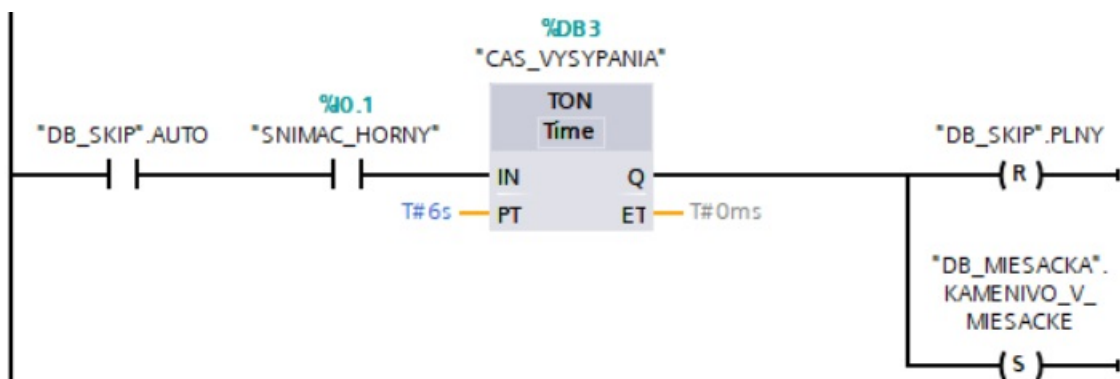 %DB3
"CAS_VYSYPANIA"
TON
Time
%I0.1
"DB_SKIP".AUTO "SNIMAC_HORNY" "DB_SKIP".PLNY
IN Q
R
T#6s PT ET T#0ms
"DB_MIESACKA".
KAMENIVO_V_
MIESACKE
S